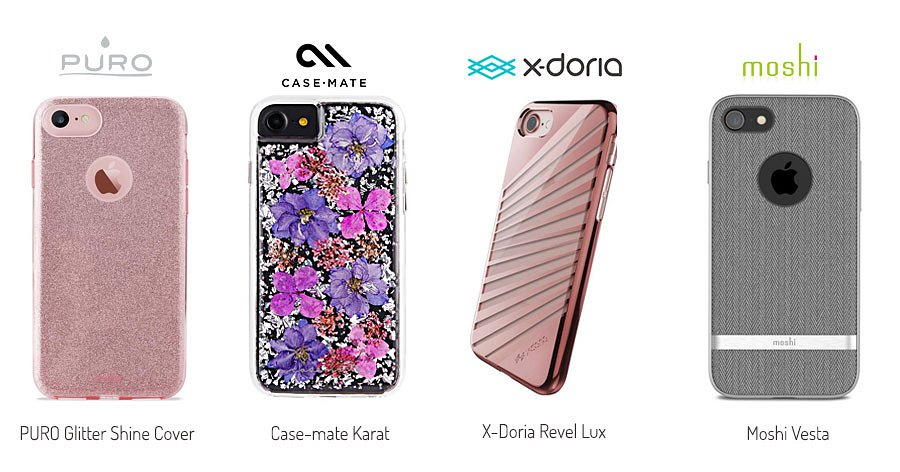 PURO
CASE·MATE
x-doria
moshi
moshi
PURO Glitter Shine Cover
Case-mate Karat
X-Doria Revel Lux
Moshi Vesta